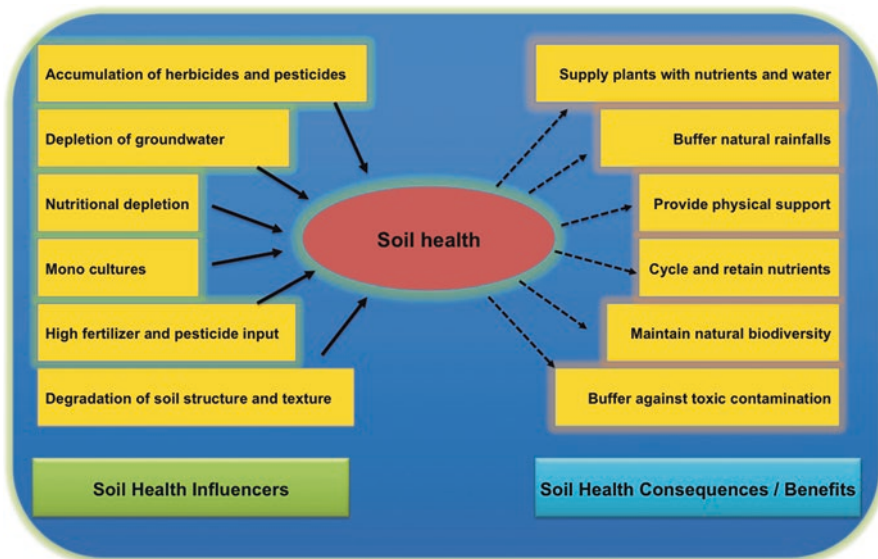 Accumulation of herbicides and pesticides
Depletion of groundwater
Nutritional depletion
Mono cultures
High fertilizer and pesticide input
Degradation of soil structure and texture
Soil health
Supply plants with nutrients and water
Buffer natural rainfalls
Provide physical support
Cycle and retain nutrients
Maintain natural biodiversity
Buffer against toxic contamination
Soil Health Influencers
Soil Health Consequences / Benefits